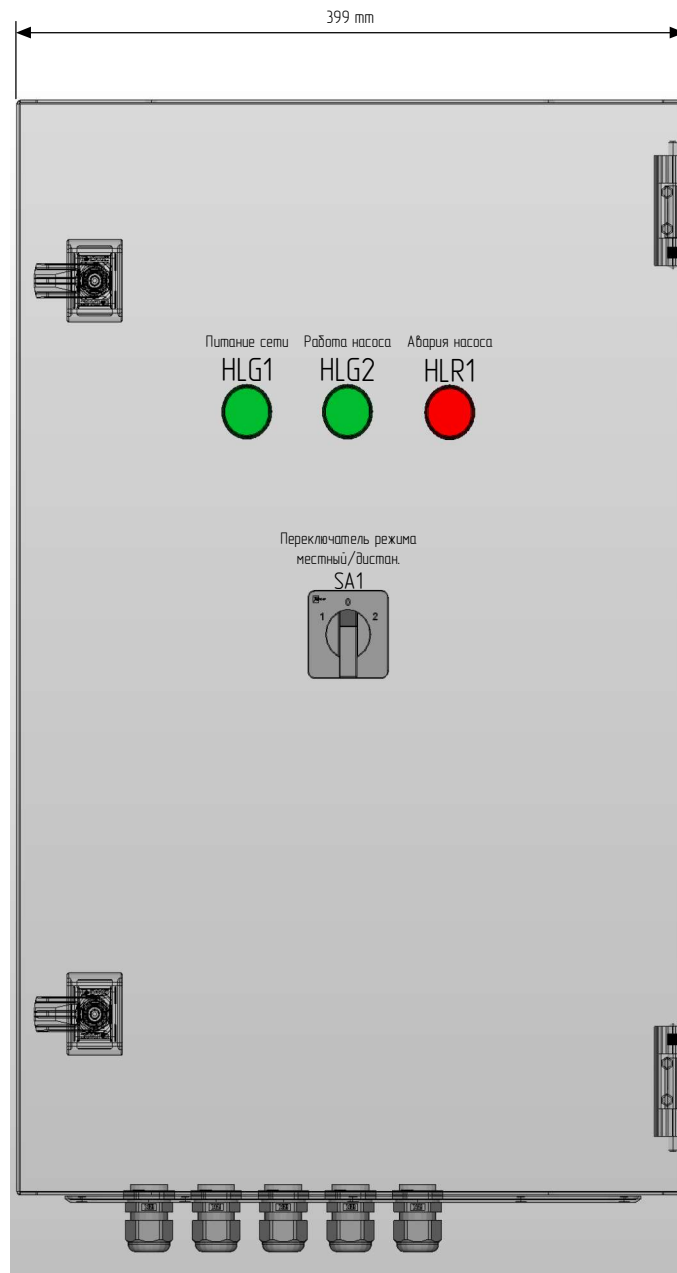 399 mm
Питание сети Работа насоса Авария насоса
HLG1 HLG2 HLR1
Переключатель режима
местный/дистан.
SA1
0
1 2